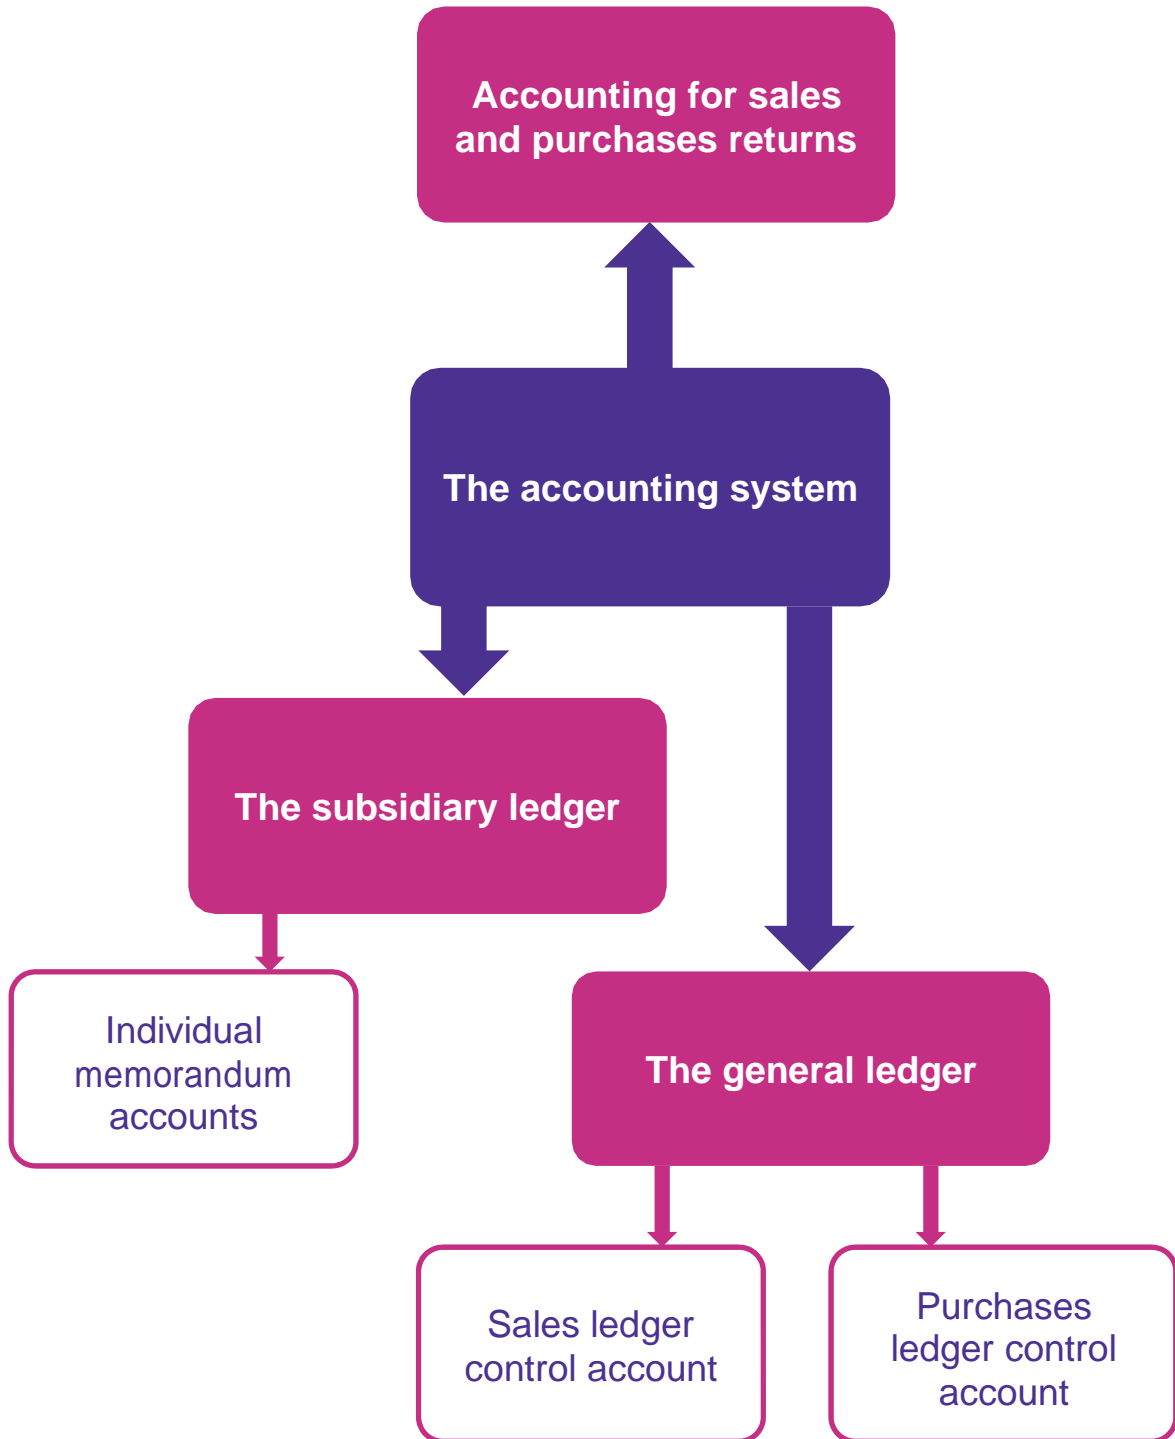 Accounting for sales
and purchases returns
The accounting system
The subsidiary ledger
Individual
memorandum
accounts
The general ledger
Sales ledger
control account
Purchases
ledger control
account